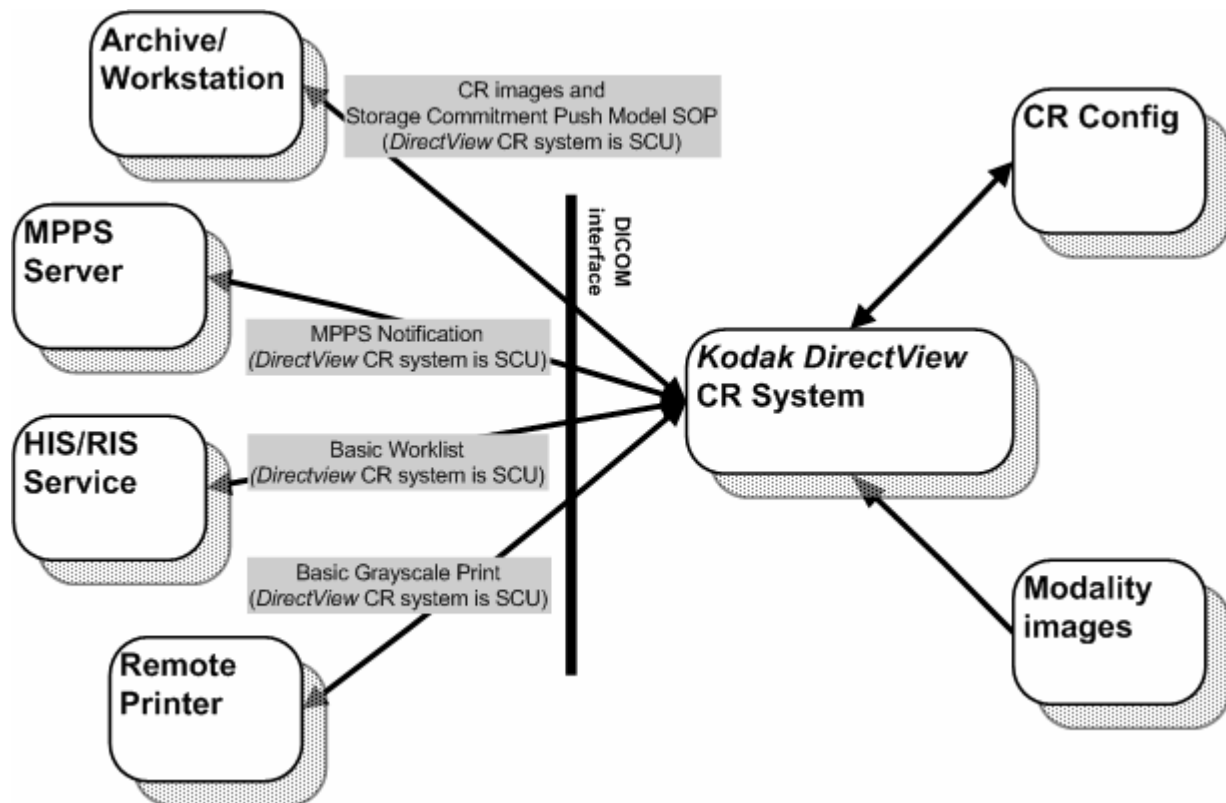 Archive/
Workstation
CR images and
Storage Commitment Push Model SOP
(DirectView CR system is SCU)
CR Config
MPPS
Server
DICOM
interface
MPPS Notification
(DirectView CR system is SCU)
Kodak DirectView
CR System
HIS/RIS
Service
Basic Worklist
(Directview CR system is SCU)
Basic Grayscale Print
(DirectView CR system is SCU)
Modality
images
Remote
Printer